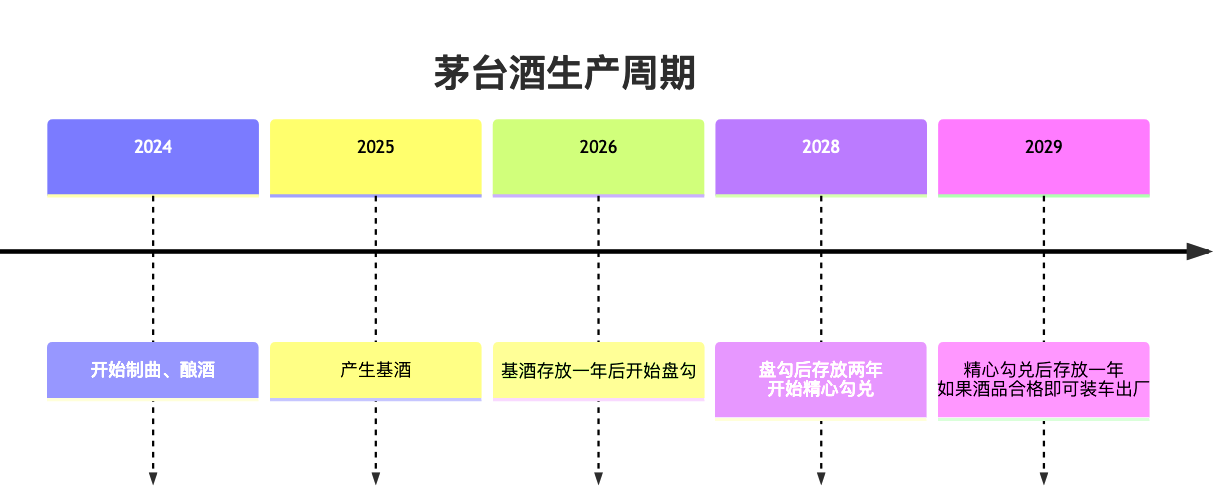 茅台酒生产周期
2024
2025
2026
2028
2029
开始制曲、酿酒
产生基酒
基酒存放一年后开始盘勾
盘勾后存放两年
开始精心勾兑
精心勾兑后存放一年
如果酒品合格即可装车出厂